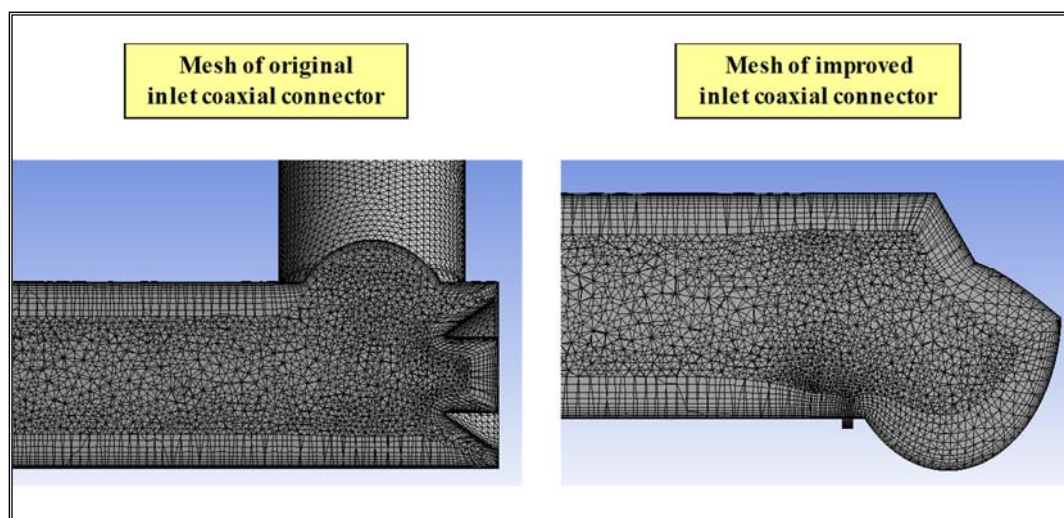 Mesh of original
inlet coaxial connector
Mesh of improved
inlet coaxial connector